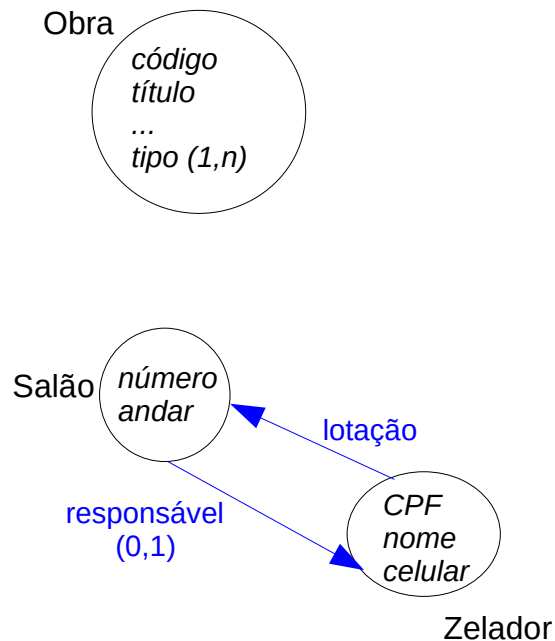 Obra
código
título
...
tipo (1,n)
Salão
número
andar
lotação
responsável
(0,1)
CPF
nome
celular
Zelador